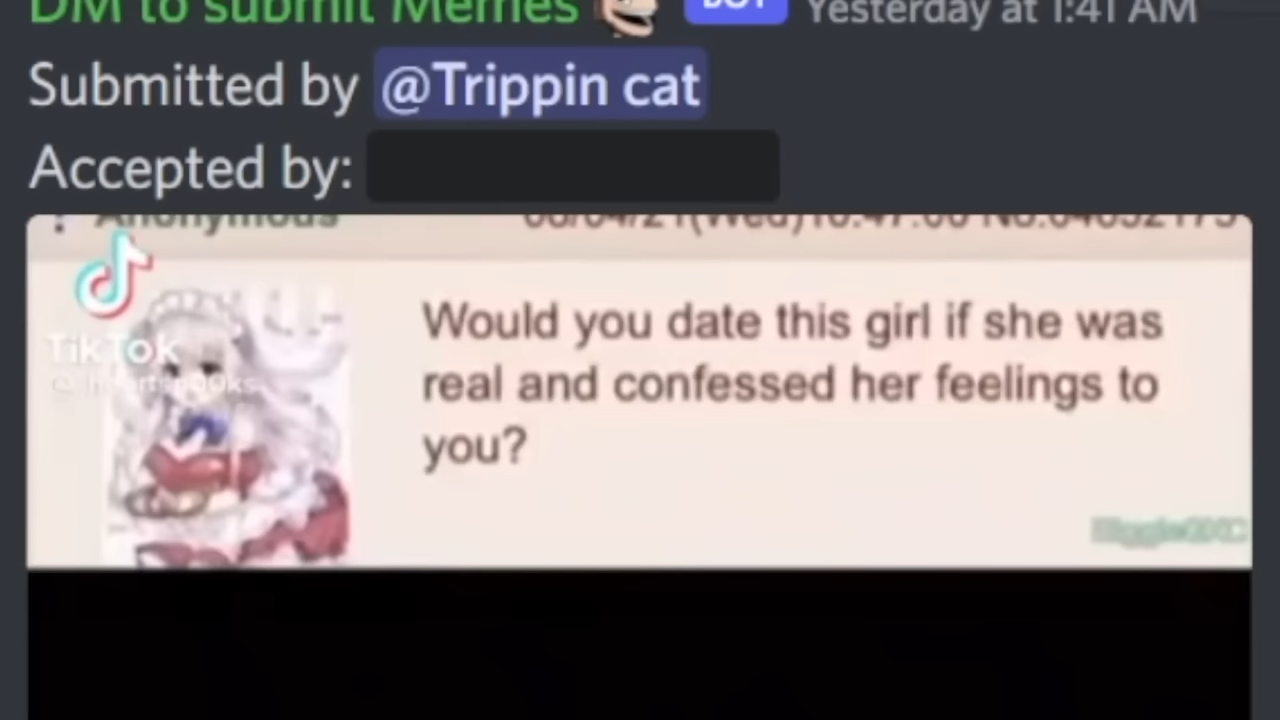 DM to submit Memes BOT Yesterday at 1:41 AM
Submitted by @Trippin cat
Accepted by:
Anonymous
TikTok
Would you date this girl if she was
real and confessed her feelings to
you?